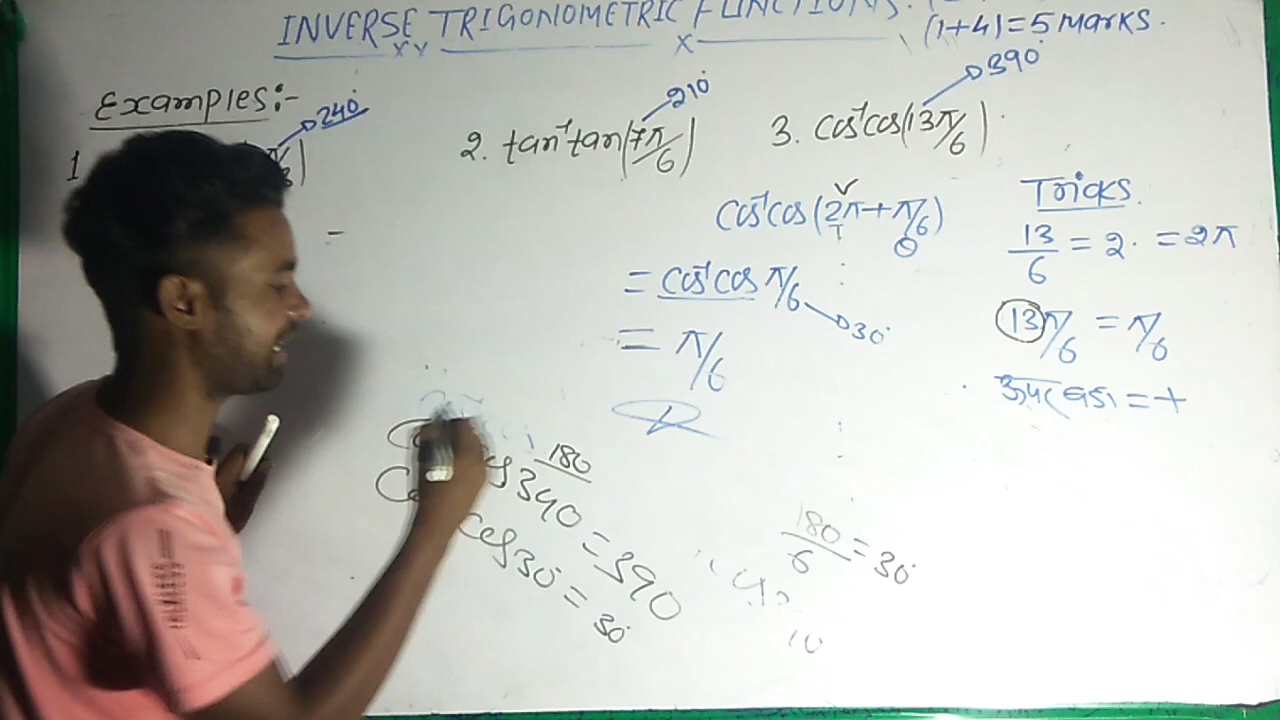 INVERSE TRIGONOMETRIC FUNCTIONS.
(1+4)=5 Marks.
Examples:-
1
240°
2. tan⁻¹tan(7π/6)
210°
3. cos⁻¹cos(13π/6).
390°
cos⁻¹cos(2π+π/6)
= cos⁻¹cos π/6
30°
= π/6
Tricks.
13/6 = 2. = 2π
13π/6 = π/6
= +
180
340 = 390
cos30° = 30°
180/6 = 30°